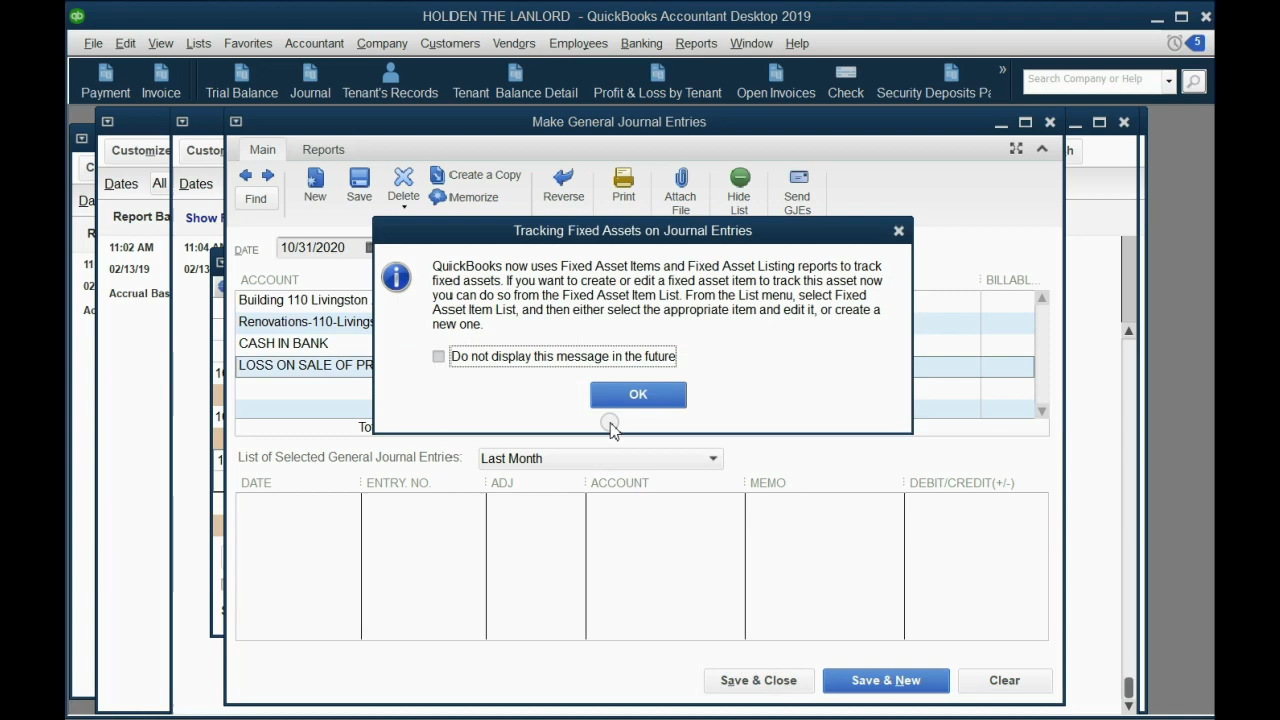 HOLDEN THE LANLORD - QuickBooks Accountant Desktop 2019
File Edit View Lists Favorites Accountant Company Customers Vendors Employees Banking Reports Window Help 5
Payment Invoice Trial Balance Journal Tenant's Records Tenant Balance Detail Profit & Loss by Tenant Open Invoices Check Security Deposits Pa » Search Company or Help
Make General Journal Entries
Main Reports
Customize
Dates All
Dates
Report Ba
Show
11:02 AM
02/13/19
Accrual Bas
Find
New
Save
Delete
Create a Copy
Memorize
Reverse
Print
Attach File
Hide List
Send GJEs
DATE 10/31/2020
ACCOUNT BILLABL...
Building 110 Livingston
Renovations-110-Livings
CASH IN BANK
LOSS ON SALE OF PR
Tracking Fixed Assets on Journal Entries
QuickBooks now uses Fixed Asset Items and Fixed Asset Listing reports to track
fixed assets. If you want to create or edit a fixed asset item to track this asset now
you can do so from the Fixed Asset Item List. From the List menu, select Fixed
Asset Item List, and then either select the appropriate item and edit it, or create a
new one.
Do not display this message in the future
OK
List of Selected General Journal Entries: Last Month
DATE ENTRY NO. ADJ ACCOUNT MEMO DEBIT/CREDIT(+/-)
Save & Close Save & New Clear